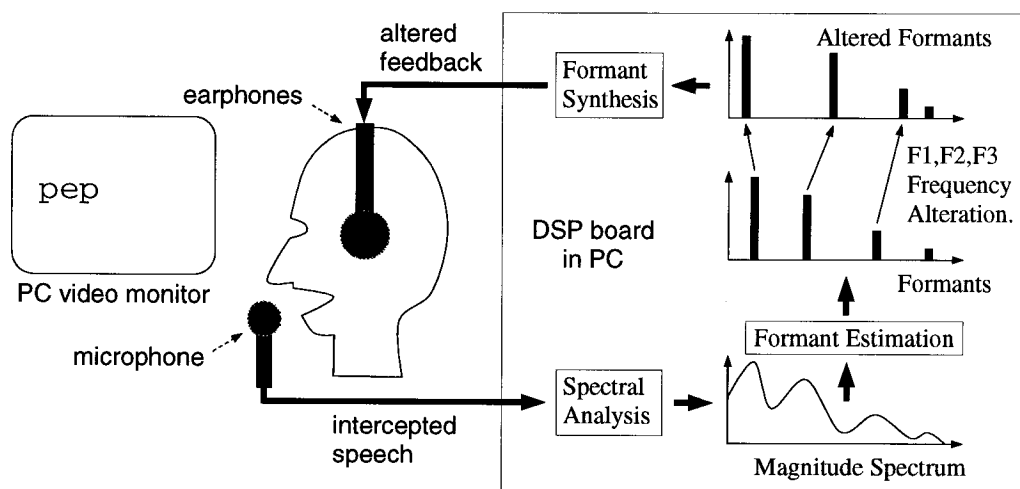 altered
feedback
earphones
pep
PC video monitor
microphone
intercepted
speech
Formant
Synthesis
Altered Formants
F1,F2,F3
Frequency
Alteration.
DSP board
in PC
Formants
Formant Estimation
Spectral
Analysis
Magnitude Spectrum